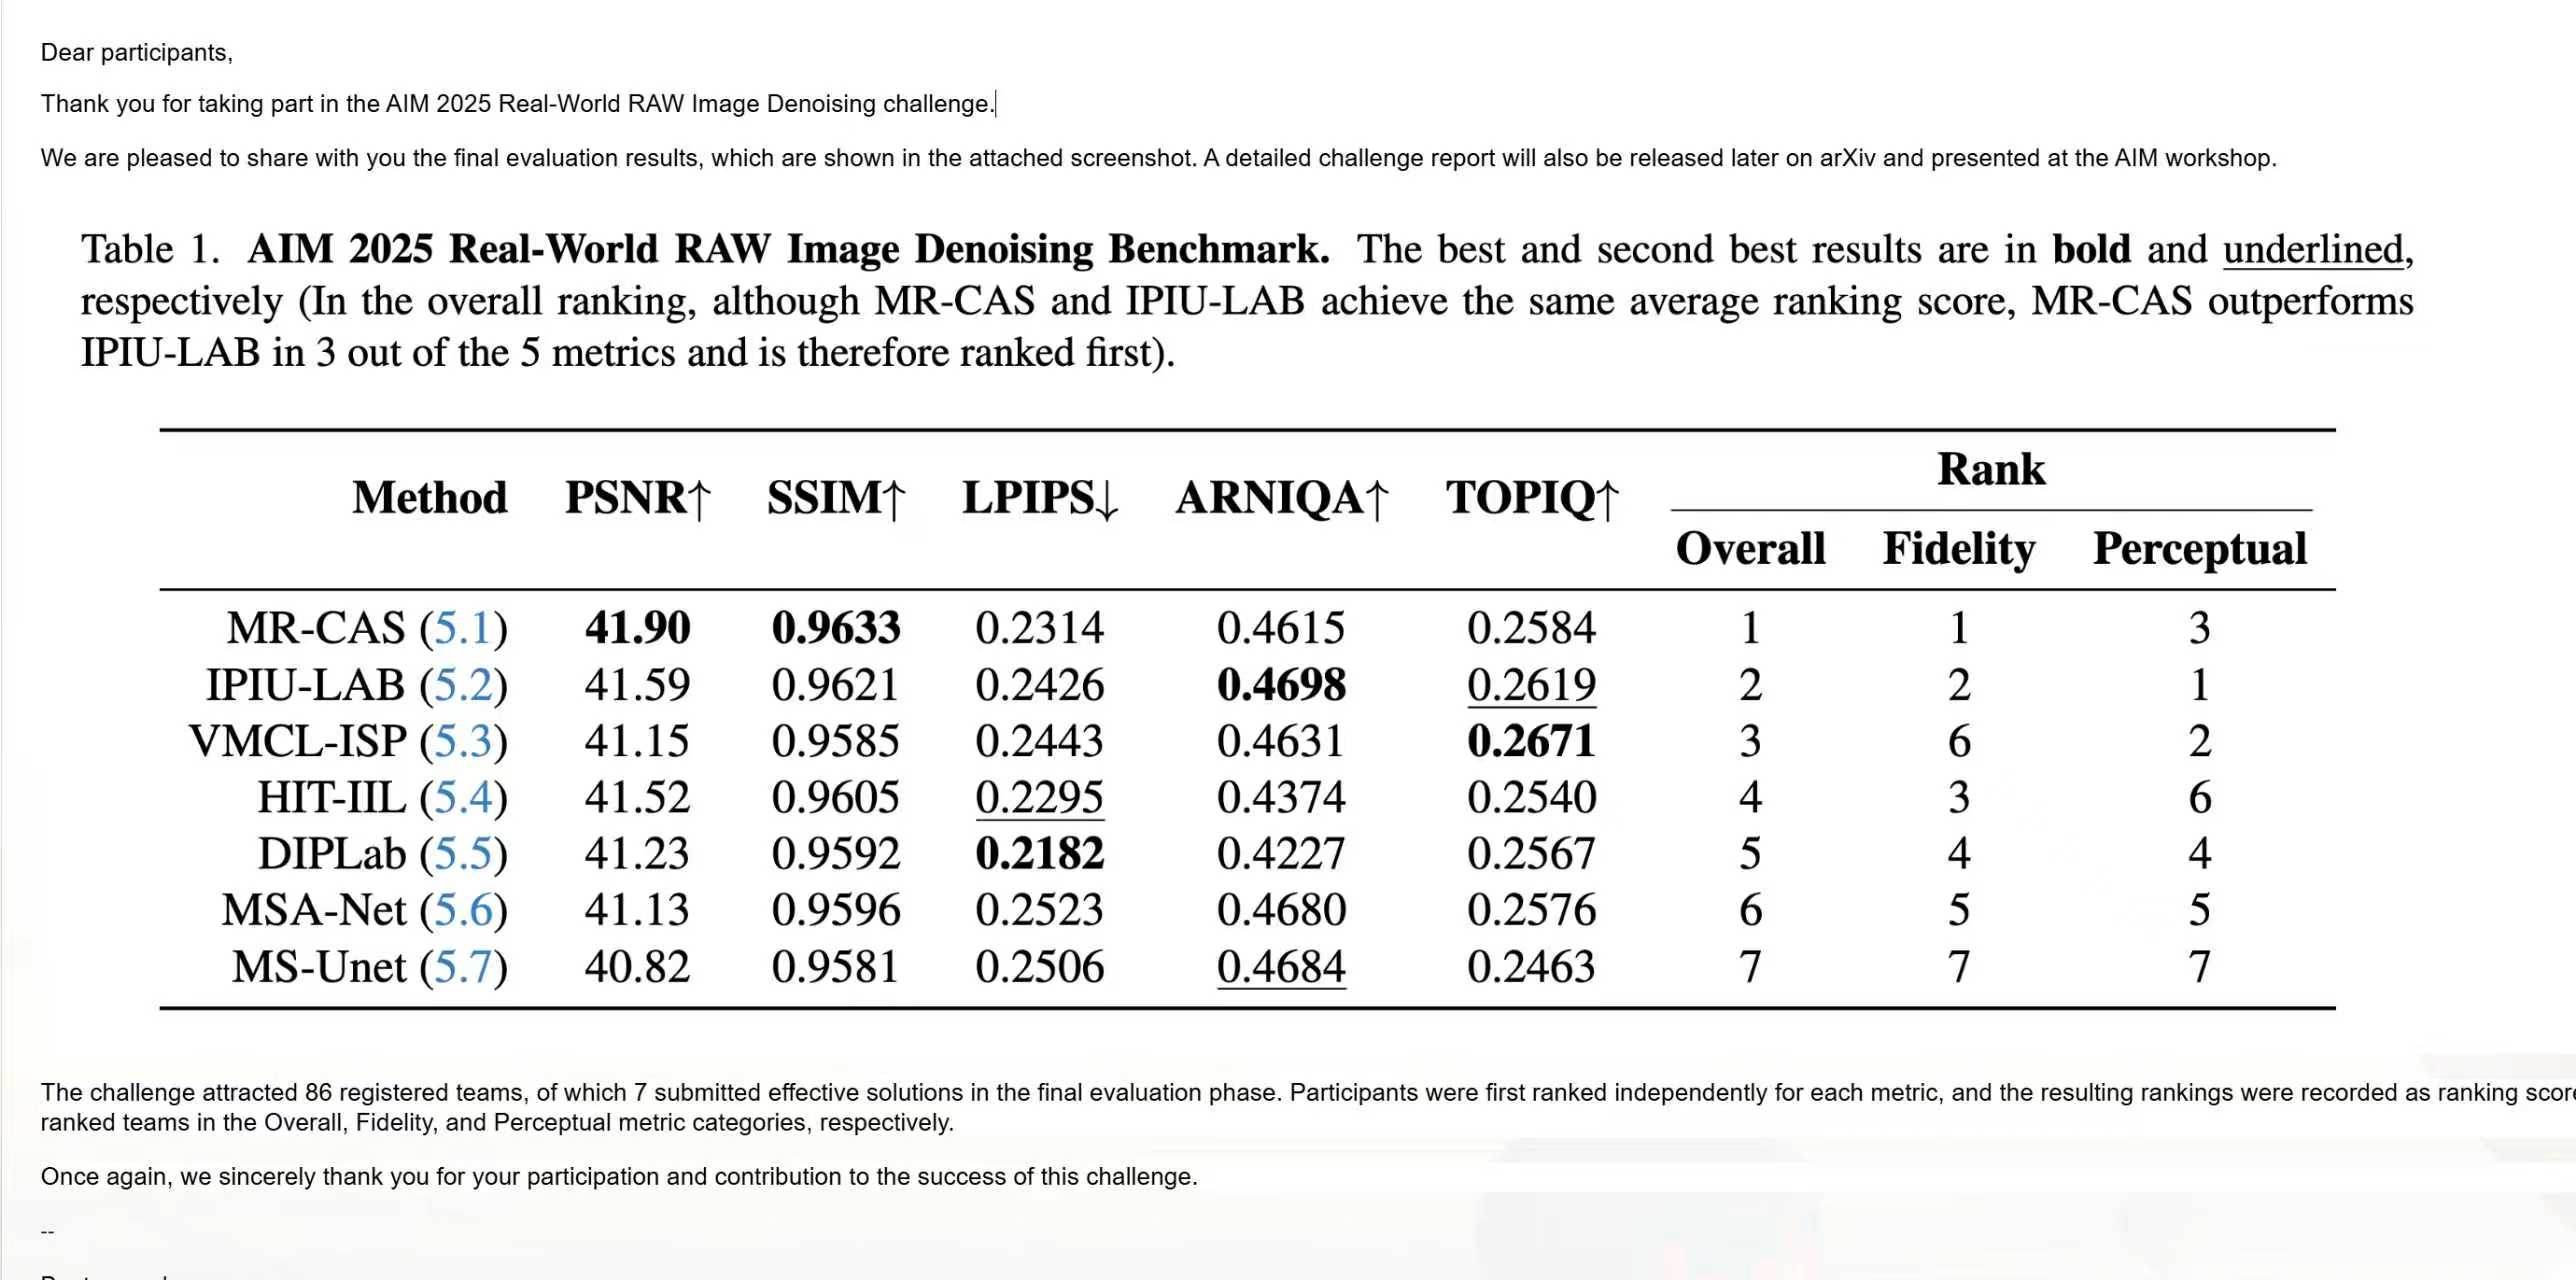 Dear participants,
Thank you for taking part in the AIM 2025 Real-World RAW Image Denoising challenge.
We are pleased to share with you the final evaluation results, which are shown in the attached screenshot. A detailed challenge report will also be released later on arXiv and presented at the AIM workshop.
Table 1. AIM 2025 Real-World RAW Image Denoising Benchmark. The best and second best results are in bold and underlined,
respectively (In the overall ranking, although MR-CAS and IPIU-LAB achieve the same average ranking score, MR-CAS outperforms
IPIU-LAB in 3 out of the 5 metrics and is therefore ranked first).
Rank
Method PSNR↑ SSIM↑ LPIPS↓ ARNIQA↑ TOPIQ↑
Overall Fidelity Perceptual
MR-CAS (5.1) 41.90 0.9633 0.2314 0.4615 0.2584 1 1 3
IPIU-LAB (5.2) 41.59 0.9621 0.2426 0.4698 0.2619 2 2 1
VMCL-ISP (5.3) 41.15 0.9585 0.2443 0.4631 0.2671 3 6 2
HIT-IIL (5.4) 41.52 0.9605 0.2295 0.4374 0.2540 4 3 6
DIPLab (5.5) 41.23 0.9592 0.2182 0.4227 0.2567 5 4 4
MSA-Net (5.6) 41.13 0.9596 0.2523 0.4680 0.2576 6 5 5
MS-Unet (5.7) 40.82 0.9581 0.2506 0.4684 0.2463 7 7 7
The challenge attracted 86 registered teams, of which 7 submitted effective solutions in the final evaluation phase. Participants were first ranked independently for each metric, and the resulting rankings were recorded as ranking score
ranked teams in the Overall, Fidelity, and Perceptual metric categories, respectively.
Once again, we sincerely thank you for your participation and contribution to the success of this challenge.
--